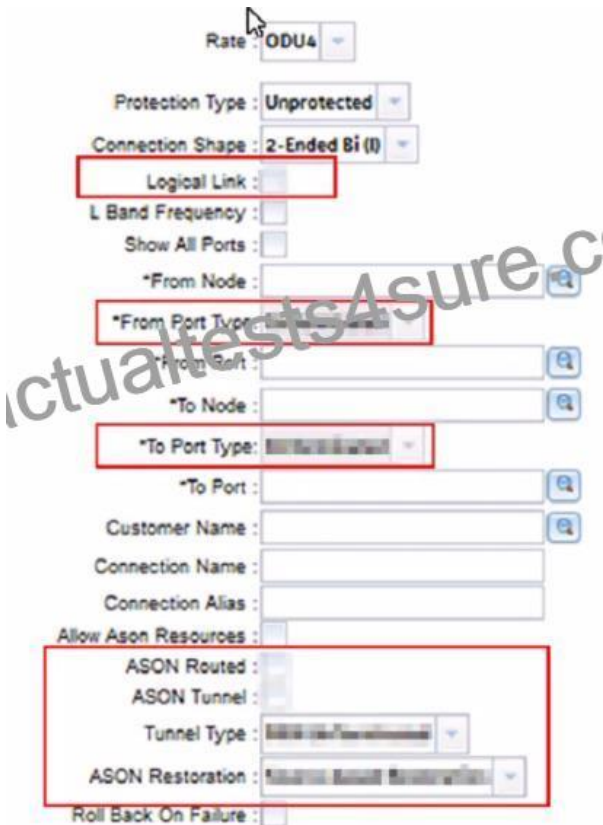 Rate : ODU4
Protection Type : Unprotected
Connection Shape : 2-Ended Bi (I)
Logical Link :
L Band Frequency :
Show All Ports :
*From Node :
*From Port Type:
*From Port :
*To Node :
*To Port Type:
*To Port :
Customer Name :
Connection Name :
Connection Alias :
Allow Ason Resources :
ASON Routed :
ASON Tunnel :
Tunnel Type :
ASON Restoration :
Roll Back On Failure :
actualtests4sure.co